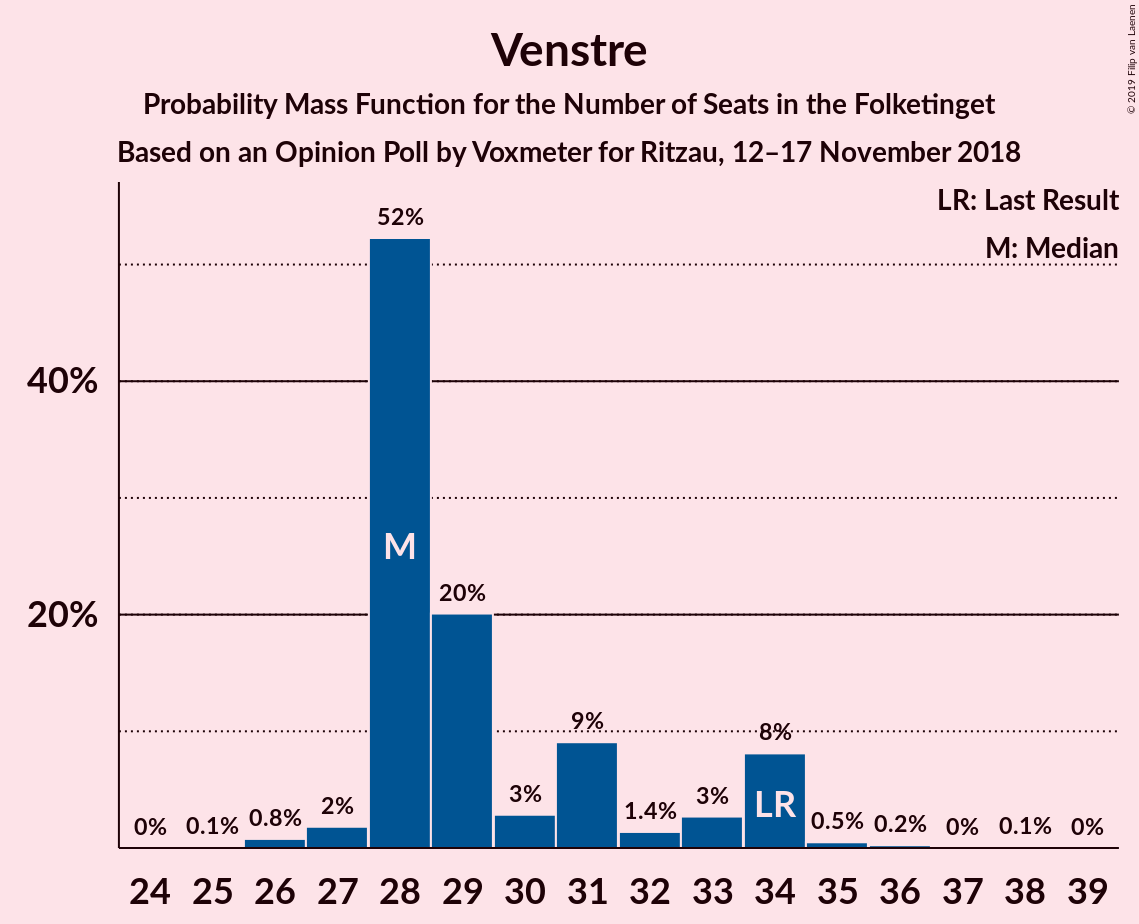 Venstre
Probability Mass Function for the Number of Seats in the Folketinget
Based on an Opinion Poll by Voxmeter for Ritzau, 12–17 November 2018
© 2019 Filip van Laenen
LR: Last Result
M: Median
52%
40%
M
20%
20%
9%
8%
3%
3%
2%
LR
1.4%
0.8%
0.5%
0.2%
0.1%
0.1%
0%
0%
0%
24 25 26 27 28 29 30 31 32 33 34 35 36 37 38 39